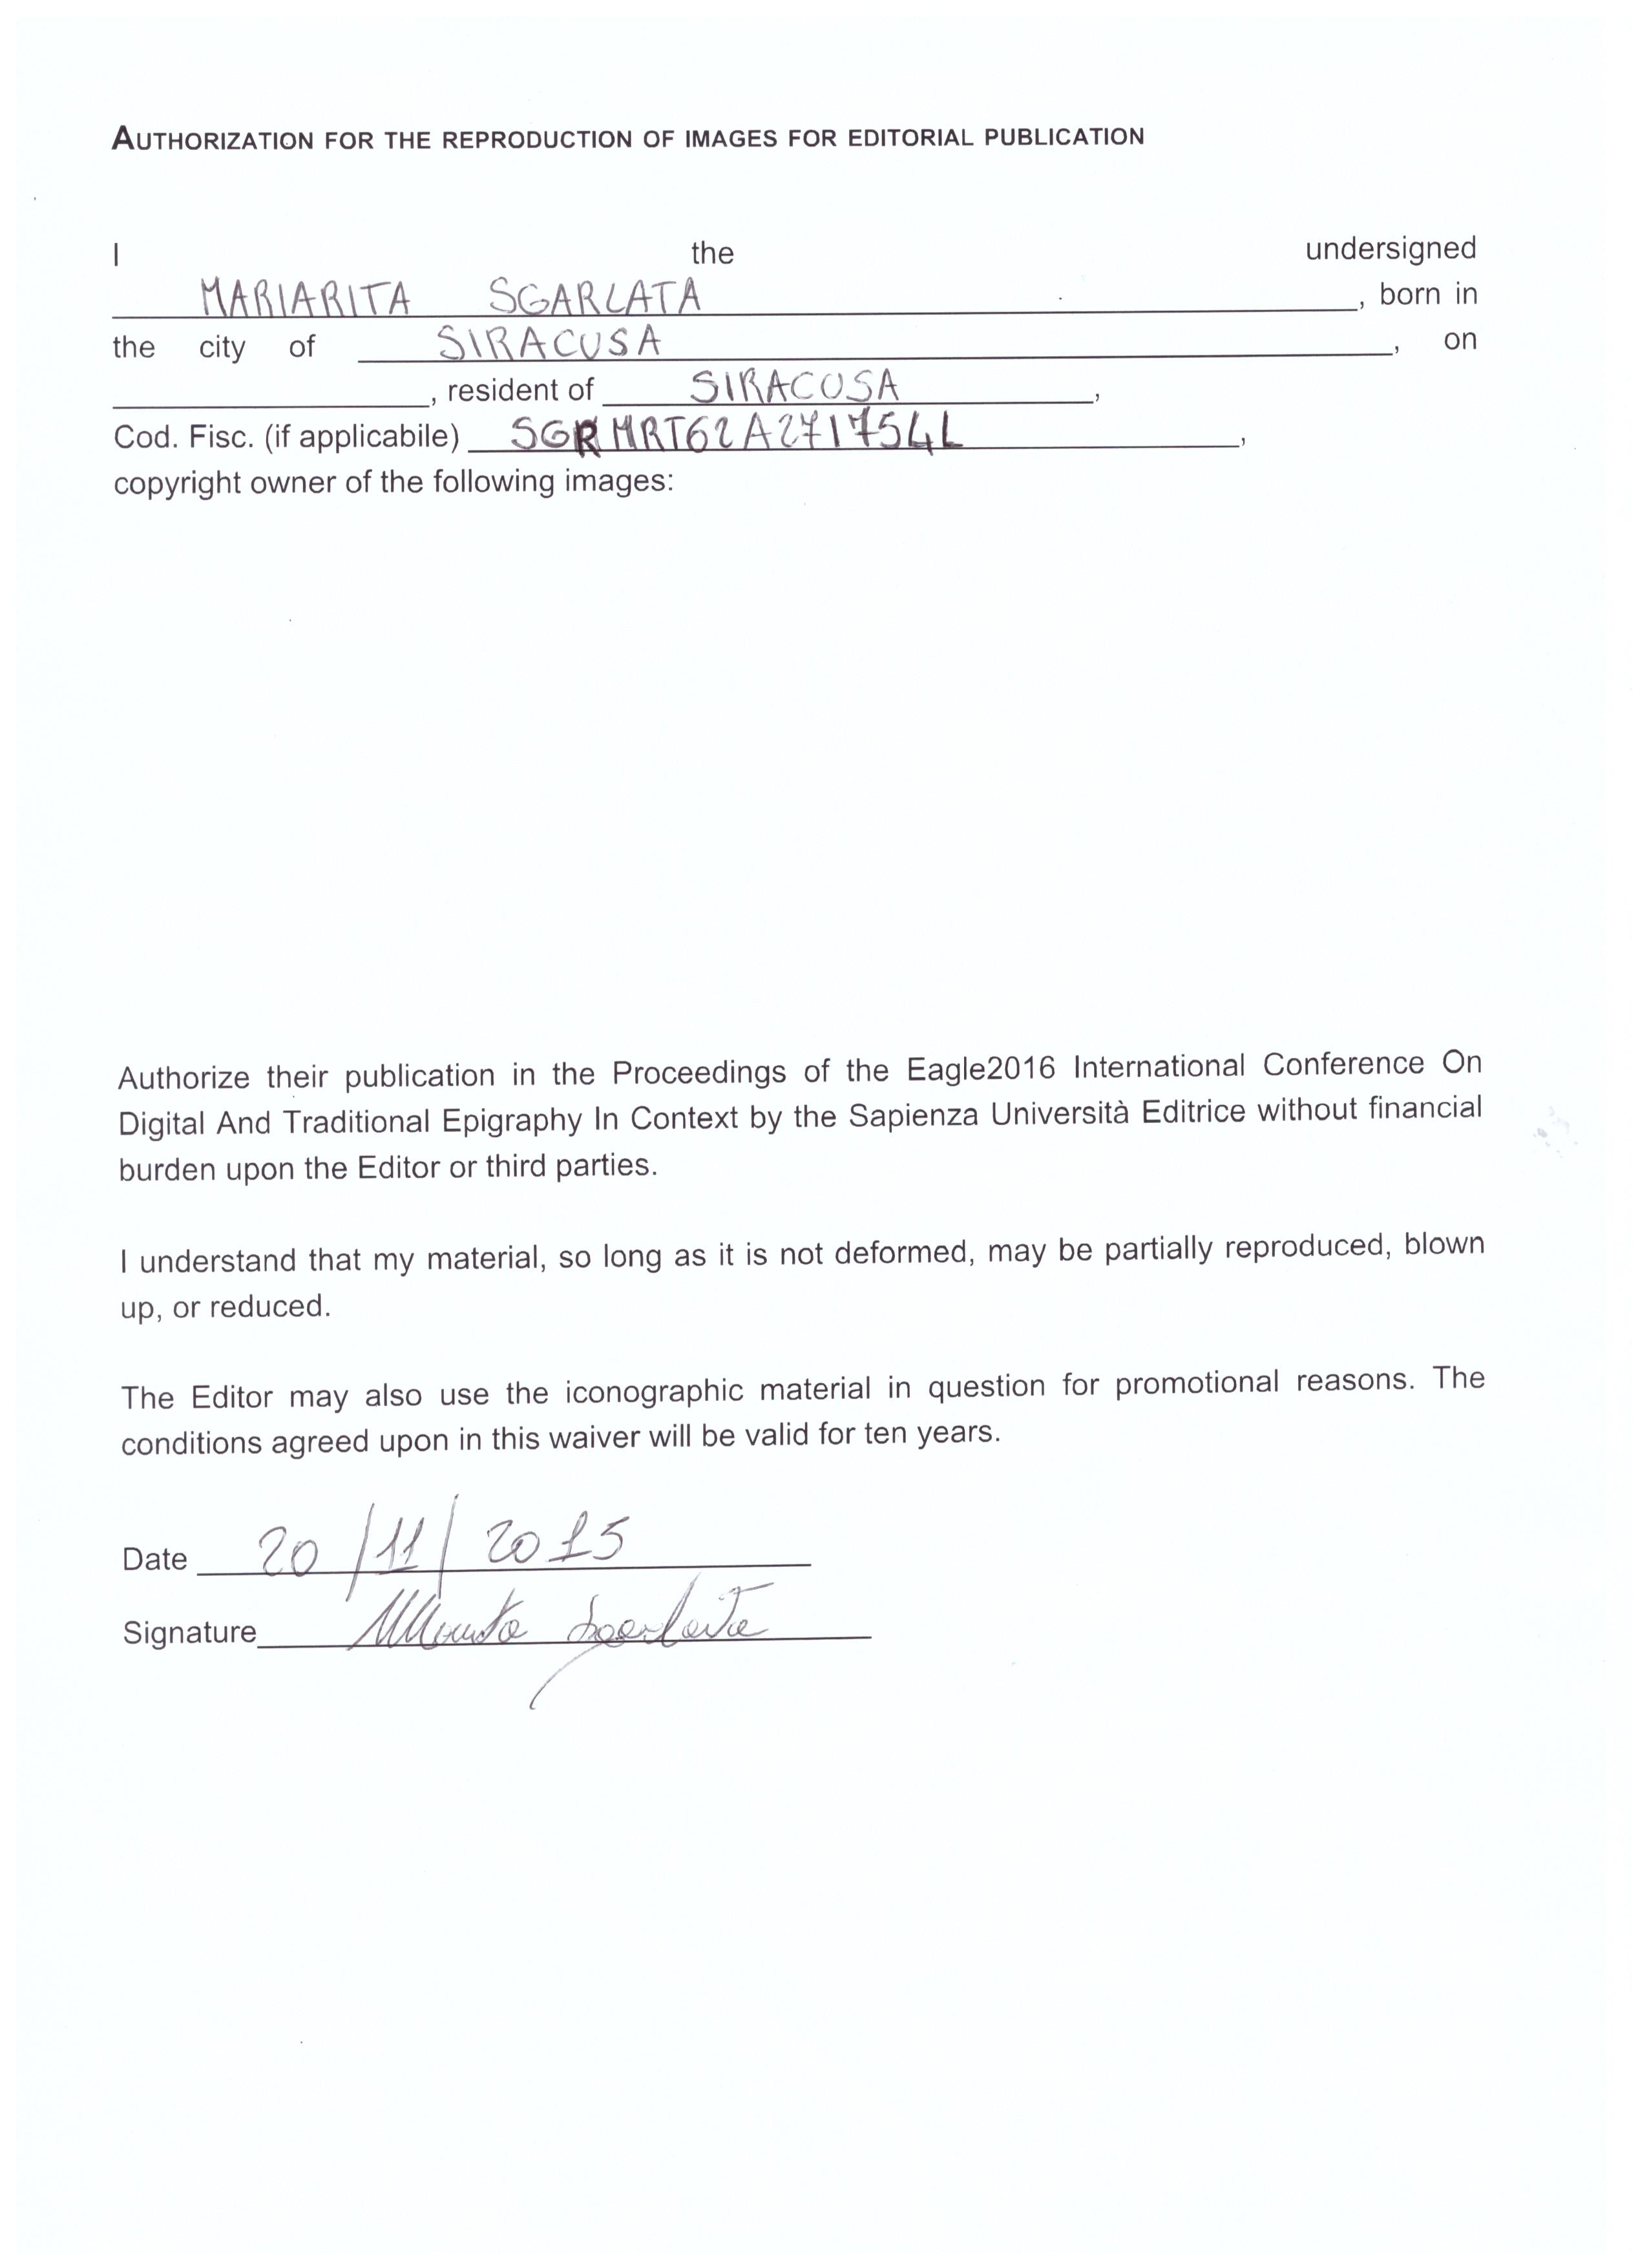 AUTHORIZATION FOR THE REPRODUCTION OF IMAGES FOR EDITORIAL PUBLICATION
I the undersigned
MARIARITA SGARLATA, born in
the city of SIRACUSA, on
, resident of SIRACUSA,
Cod. Fisc. (if applicabile) SGRMRT62A271754L,
copyright owner of the following images:
Authorize their publication in the Proceedings of the Eagle2016 International Conference On
Digital And Traditional Epigraphy In Context by the Sapienza Università Editrice without financial
burden upon the Editor or third parties.
I understand that my material, so long as it is not deformed, may be partially reproduced, blown
up, or reduced.
The Editor may also use the iconographic material in question for promotional reasons. The
conditions agreed upon in this waiver will be valid for ten years.
Date 20/11/2015
Signature Sgarlata